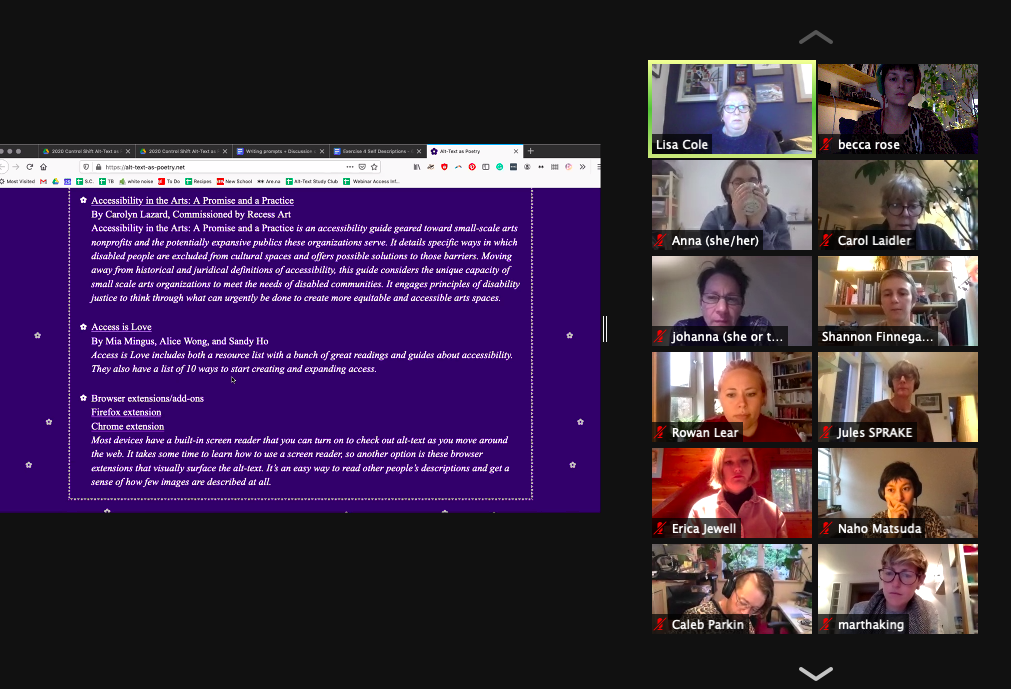 2020 Control Shift Alt-Text as
2020 Control Shift Alt-Text as
Writing prompts + Discussion
Exercise 4 Self Descriptions -
Alt-Text as Poetry
https://alt-text-as-poetry.net
Most Visited
S.C.
TB
white noise
To Do
Recipes
New School
Are.na
Alt-Text Study Club
Webinar Access Inf...
Accessibility in the Arts: A Promise and a Practice
By Carolyn Lazard, Commissioned by Recess Art
Accessibility in the Arts: A Promise and a Practice is an accessibility guide geared toward small-scale arts
nonprofits and the potentially expansive publics these organizations serve. It details specific ways in which
disabled people are excluded from cultural spaces and offers possible solutions to those barriers. Moving
away from historical and juridical definitions of accessibility, this guide considers the unique capacity of
small scale arts organizations to meet the needs of disabled communities. It engages principles of disability
justice to think through what can urgently be done to create more equitable and accessible arts spaces.
Access is Love
By Mia Mingus, Alice Wong, and Sandy Ho
Access is Love includes both a resource list with a bunch of great readings and guides about accessibility.
They also have a list of 10 ways to start creating and expanding access.
Browser extensions/add-ons
Firefox extension
Chrome extension
Most devices have a built-in screen reader that you can turn on to check out alt-text as you move around
the web. It takes some time to learn how to use a screen reader, so another option is these browser
extensions that visually surface the alt-text. It's an easy way to read other people's descriptions and get a
sense of how few images are described at all.
Lisa Cole
becca rose
Anna (she/her)
Carol Laidler
johanna (she or t...
Shannon Finnega...
Rowan Lear
Jules SPRAKE
Erica Jewell
Naho Matsuda
Caleb Parkin
marthaking